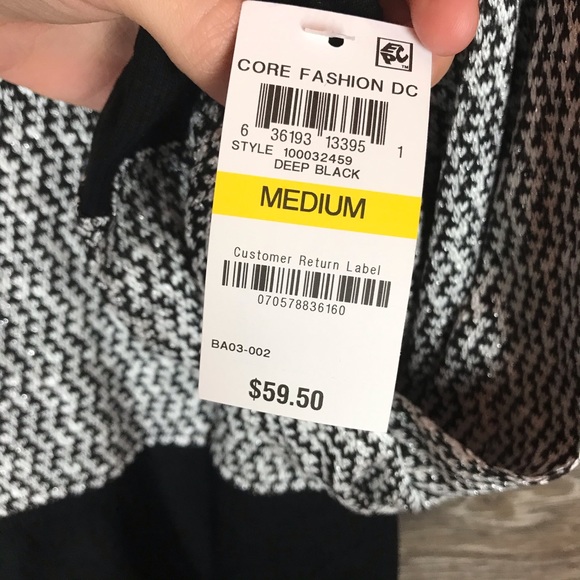 EPC™
CORE FASHION DC
6 36193 13395 1
STYLE 100032459
DEEP BLACK
MEDIUM
Customer Return Label
070578836160
BA03-002
$59.50